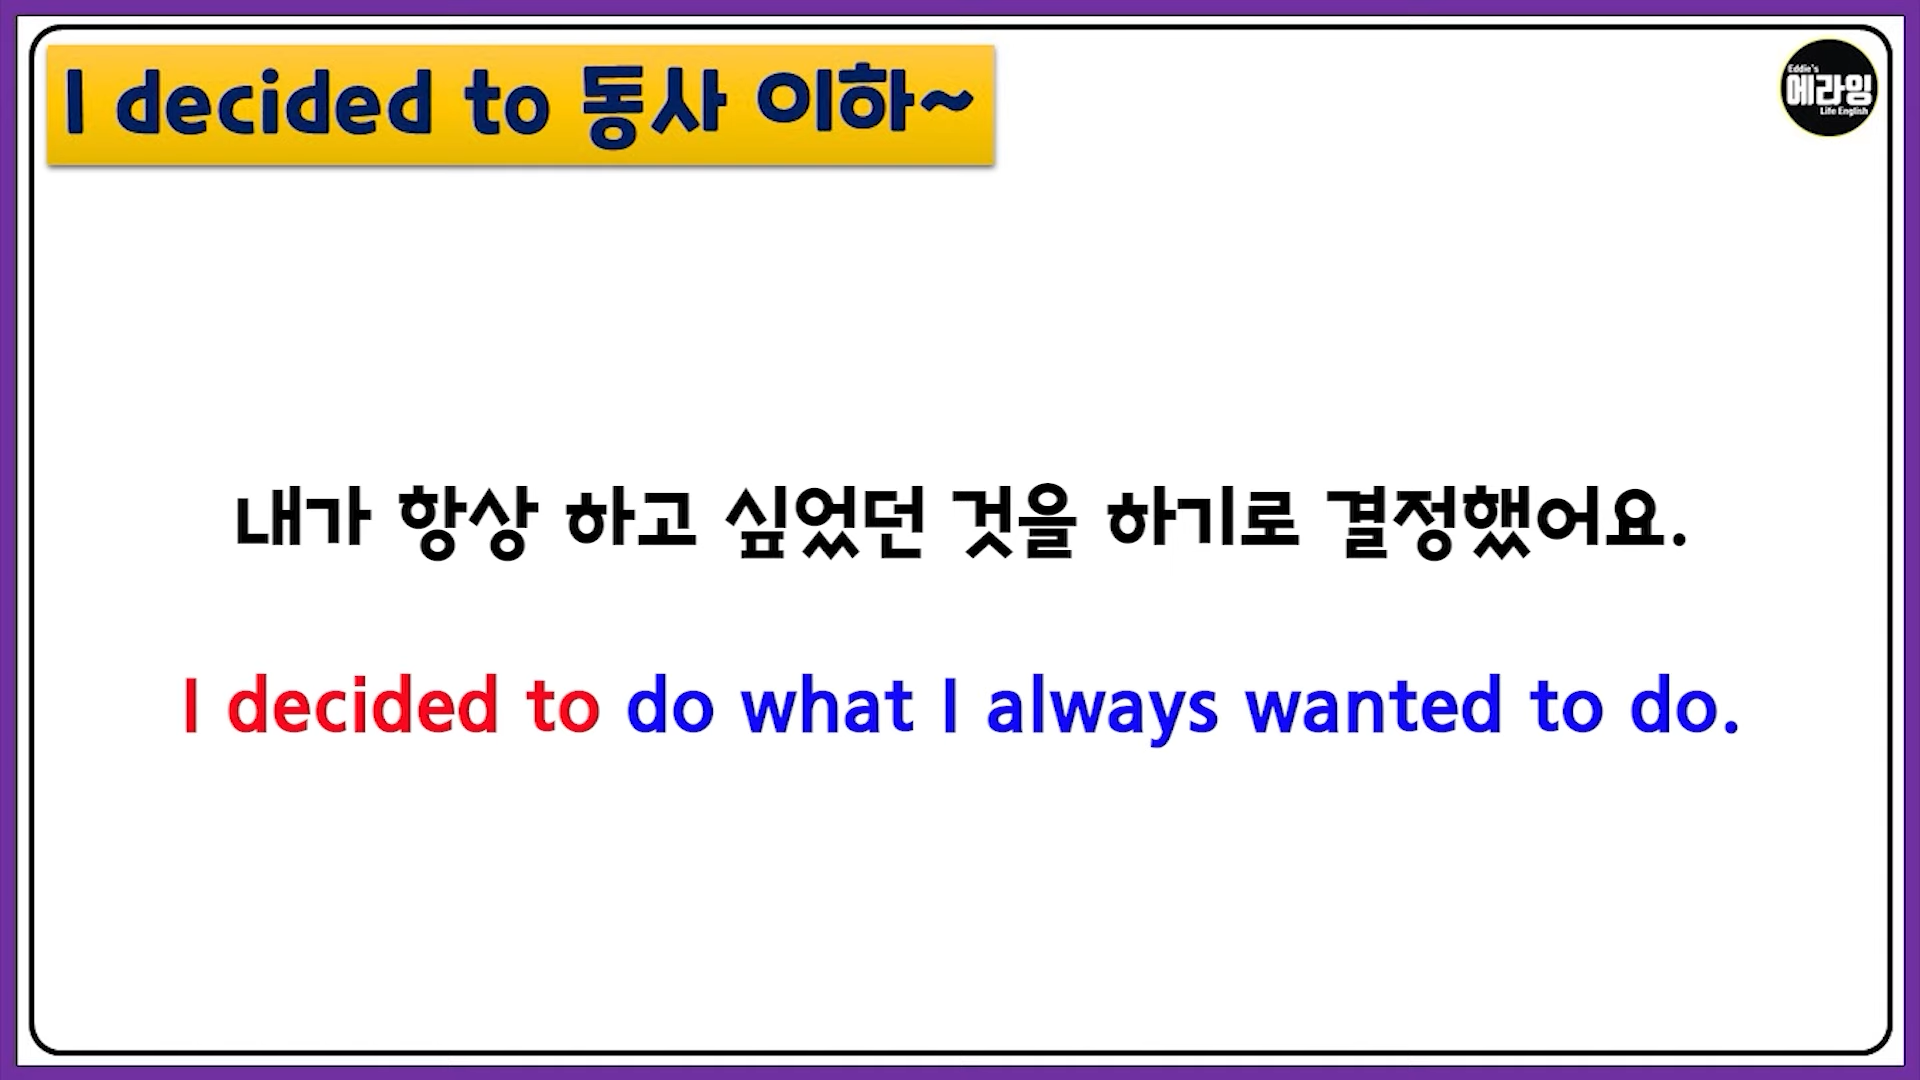 I decided to 동사 이하~
Eddie's
에라잉
Life English
내가 항상 하고 싶었던 것을 하기로 결정했어요.
I decided to do what I always wanted to do.